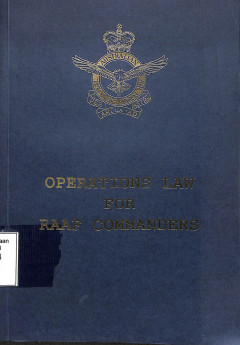 OPERATIONS LAW
FOR
RAAF COMMANDERS